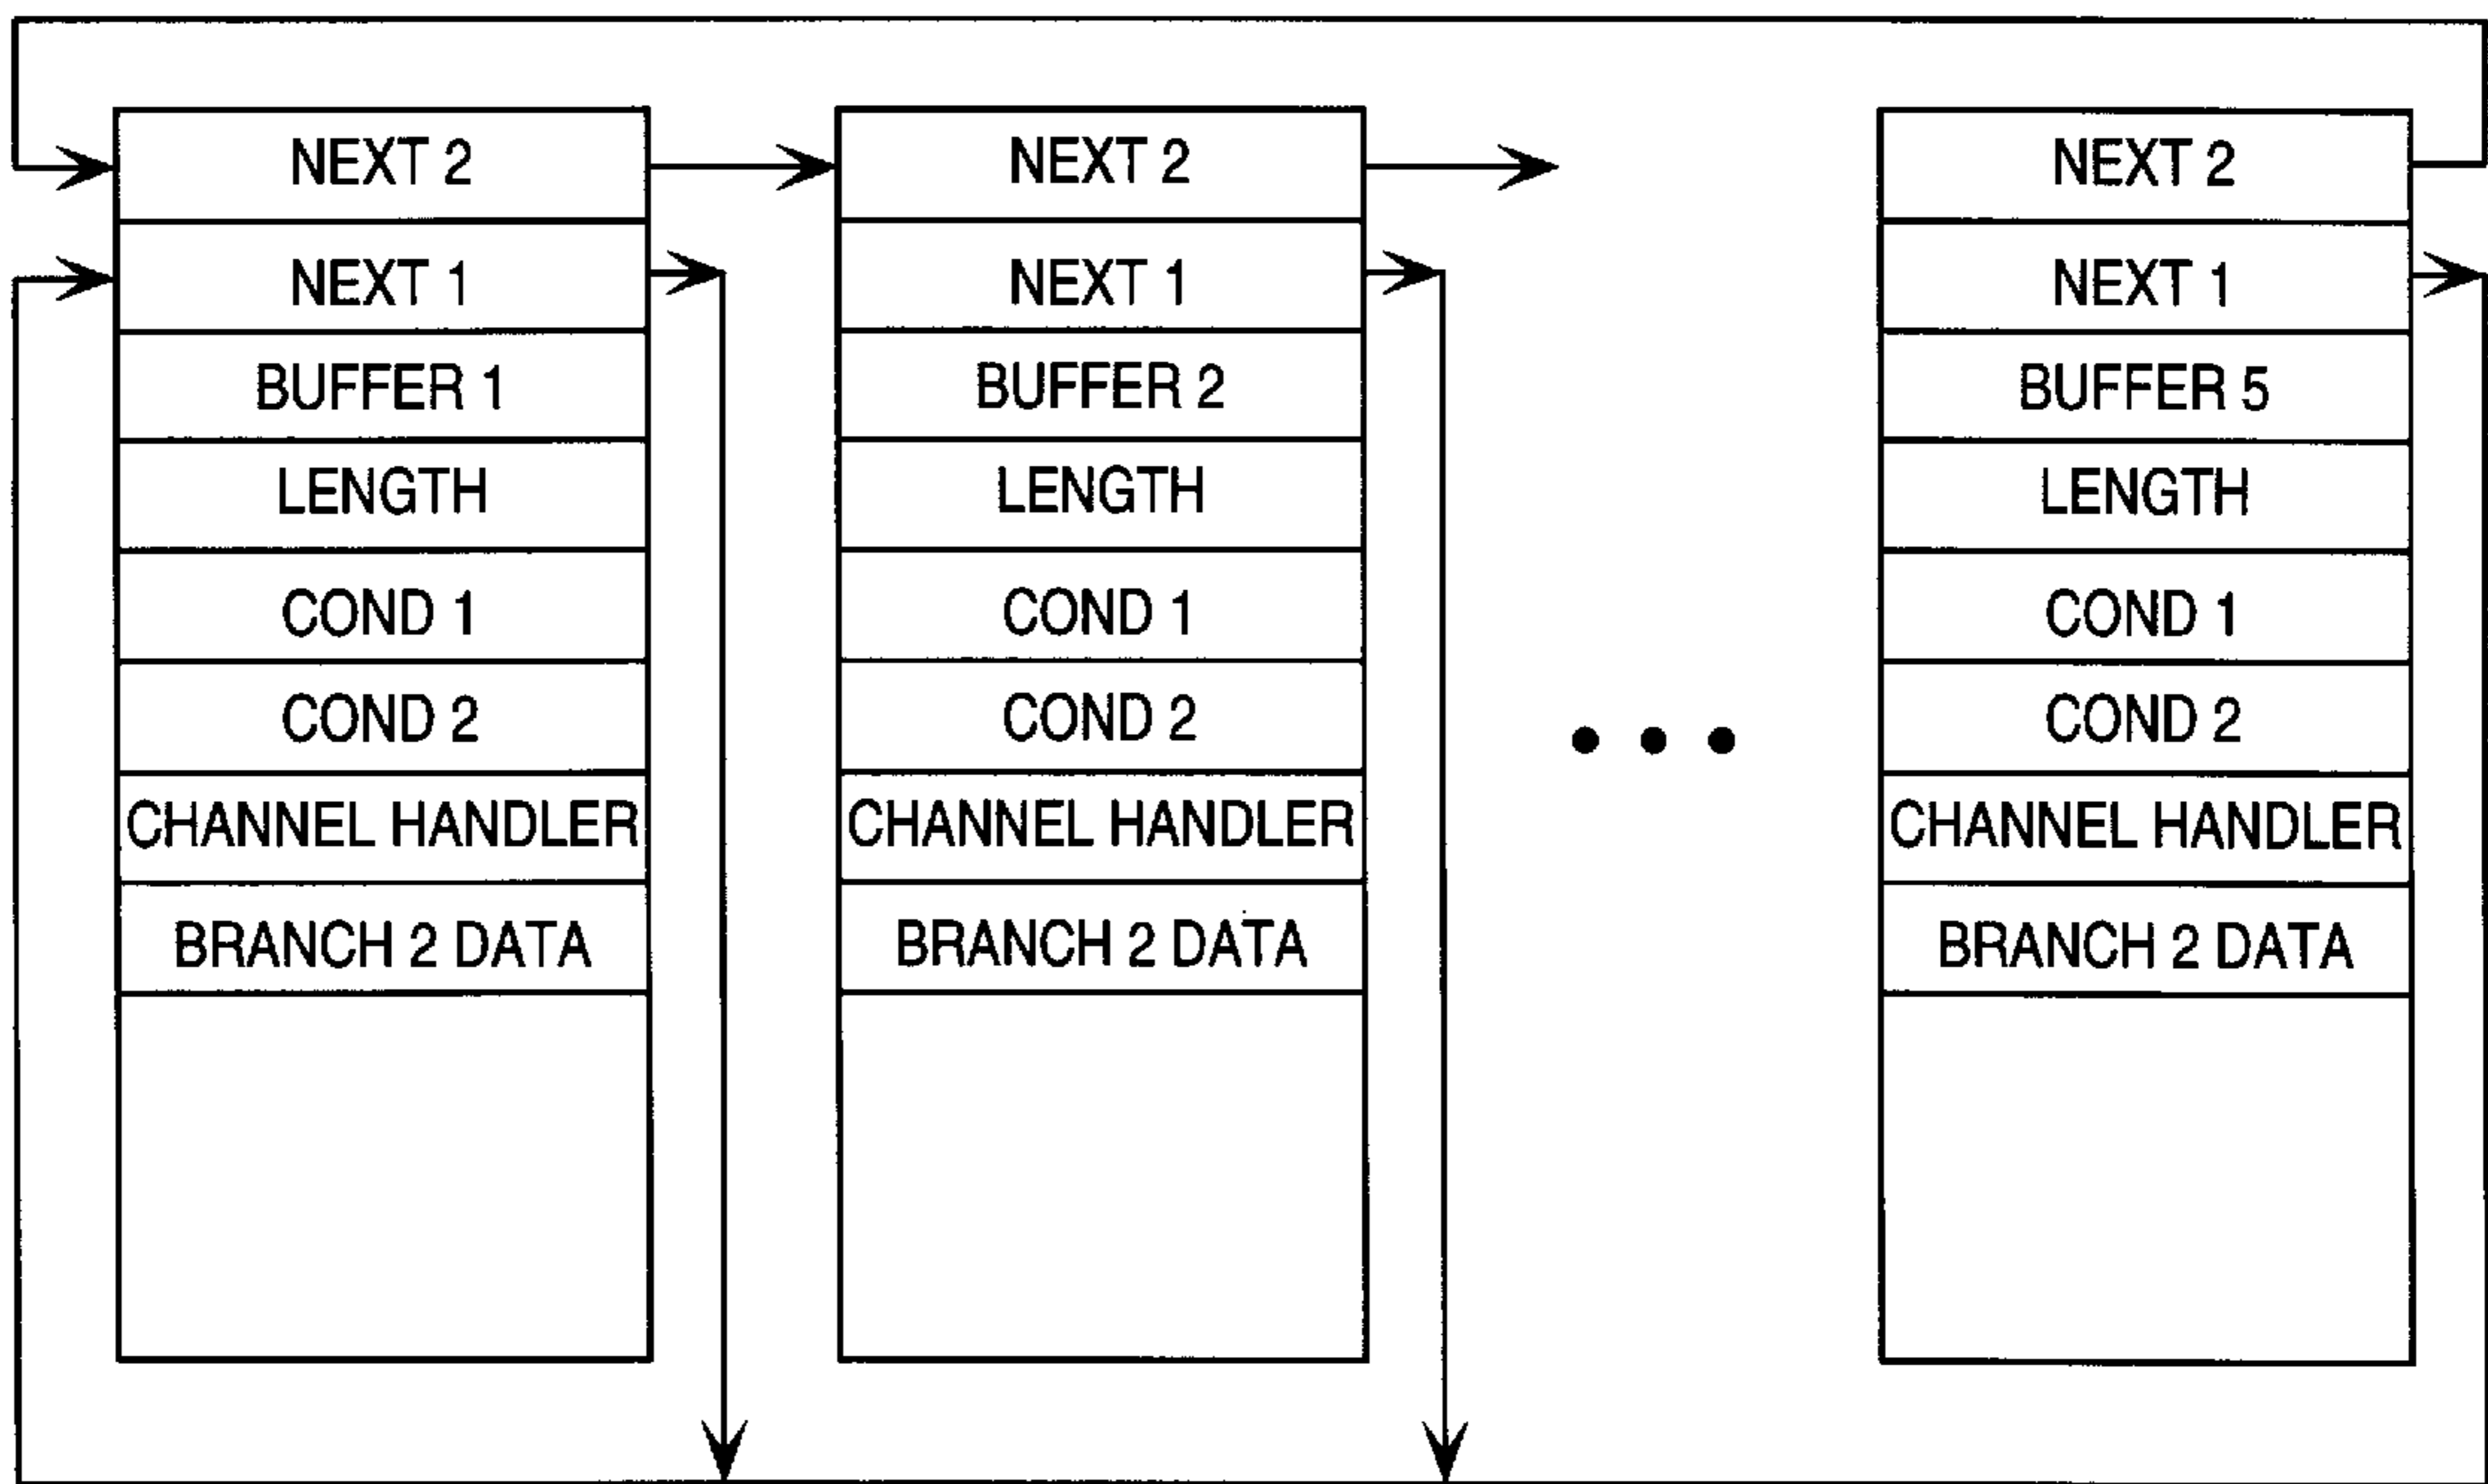 NEXT 2
NEXT 1
BUFFER 1
LENGTH
COND 1
COND 2
CHANNEL HANDLER
BRANCH 2 DATA
NEXT 2
NEXT 1
BUFFER 2
LENGTH
COND 1
COND 2
CHANNEL HANDLER
BRANCH 2 DATA
NEXT 2
NEXT 1
BUFFER 5
LENGTH
COND 1
COND 2
CHANNEL HANDLER
BRANCH 2 DATA